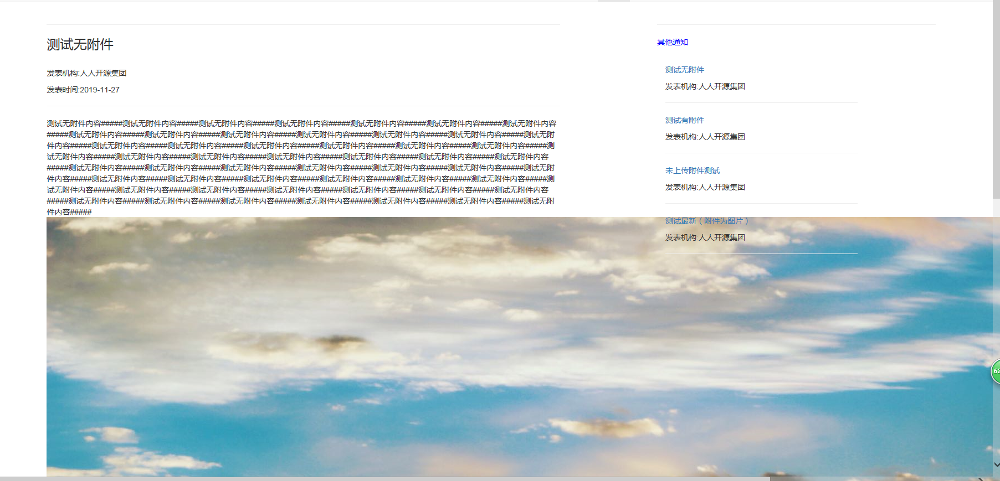 测试无附件
发表机构:人人开源集团
发表时间:2019-11-27
测试无附件内容#####测试无附件内容#####测试无附件内容#####测试无附件内容#####测试无附件内容#####测试无附件内容#####测试无附件内容
#####测试无附件内容#####测试无附件内容#####测试无附件内容#####测试无附件内容#####测试无附件内容#####测试无附件内容#####测试无附
件内容#####测试无附件内容#####测试无附件内容#####测试无附件内容#####测试无附件内容#####测试无附件内容#####测试无附件内容#####测
试无附件内容#####测试无附件内容#####测试无附件内容#####测试无附件内容#####测试无附件内容#####测试无附件内容#####测试无附件内容
#####测试无附件内容#####测试无附件内容#####测试无附件内容#####测试无附件内容#####测试无附件内容#####测试无附件内容#####测试无附
件内容#####测试无附件内容#####测试无附件内容#####测试无附件内容#####测试无附件内容#####测试无附件内容#####测试无附件内容#####测
试无附件内容#####测试无附件内容#####测试无附件内容#####测试无附件内容#####测试无附件内容#####测试无附件内容#####测试无附件内容
#####测试无附件内容#####测试无附件内容#####测试无附件内容#####测试无附件内容#####测试无附件内容#####测试无附件内容#####测试无附
件内容#####
其他通知
测试无附件
发表机构:人人开源集团
测试有附件
发表机构:人人开源集团
未上传附件测试
发表机构:人人开源集团
测试最新（附件为图片）
发表机构:人人开源集团